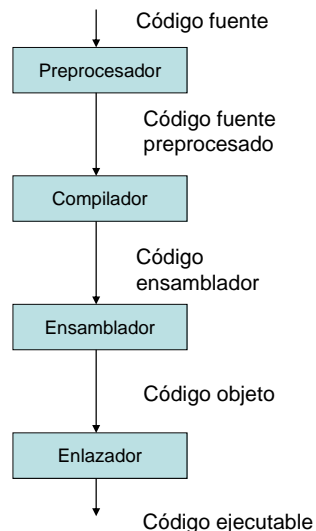 Código fuente
Preprocesador
Código fuente
preprocesado
Compilador
Código
ensamblador
Ensamblador
Código objeto
Enlazador
Código ejecutable